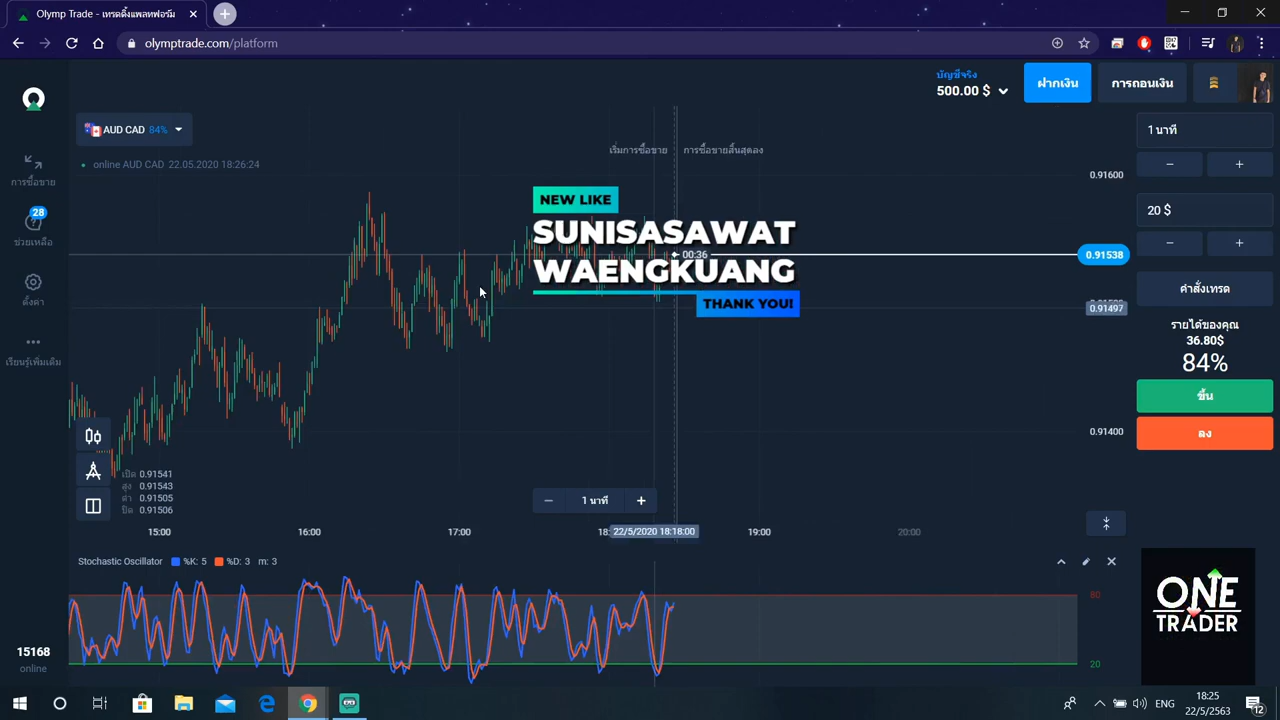 Olymp Trade - เทรดดิ้งแพลทฟอร์ม
olymptrade.com/platform
บัญชีจริง
500.00 $
ฝากเงิน
การถอนเงิน
AUD CAD 84%
online AUD CAD 22.05.2020 18:26:24
เริ่มการซื้อขาย
การซื้อขายสิ้นสุดลง
การซื้อขาย
28
ช่วยเหลือ
ตั้งค่า
เรียนรู้เพิ่มเติม
15168
online
NEW LIKE
SUNISASAWAT
WAENGKUANG
THANK YOU!
00:36
0.91600
0.91538
0.91497
0.91400
1 นาที
20 $
คำสั่งเทรด
รายได้ของคุณ
36.80$
84%
ขึ้น
ลง
เปิด 0.91541
สูง 0.91543
ต่ำ 0.91505
ปิด 0.91506
1 นาที
15:00 16:00 17:00 18: 22/5/2020 18:18:00 19:00 20:00
Stochastic Oscillator %K: 5 %D: 3 m: 3
80
20
ONE
TRADER
ENG
18:25
22/5/2563
12